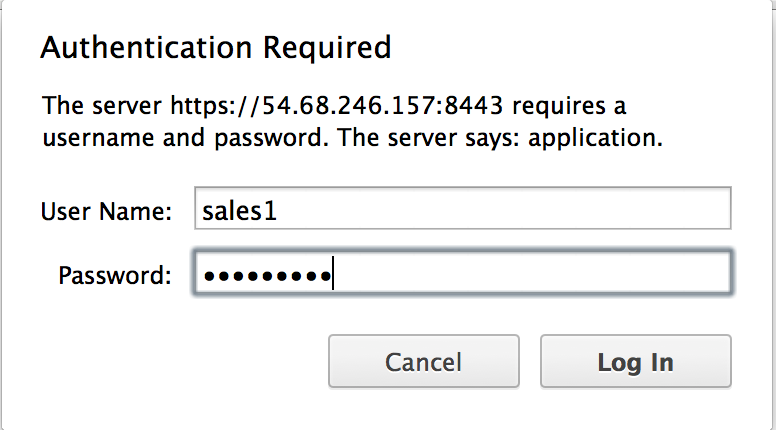 Authentication Required
The server https://54.68.246.157:8443 requires a
username and password. The server says: application.
User Name: sales1
Password: •••••••••
Cancel Log In